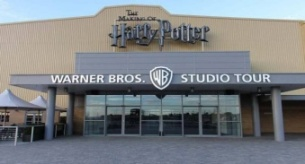 The
Making of
Harry Potter
WARNER BROS. WB STUDIO TOUR